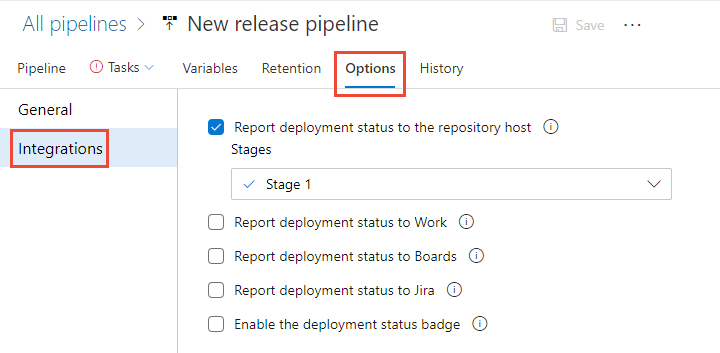 All pipelines > New release pipeline Save ...
Pipeline Tasks Variables Retention Options History
General
Integrations
Report deployment status to the repository host
Stages
Stage 1
Report deployment status to Work
Report deployment status to Boards
Report deployment status to Jira
Enable the deployment status badge